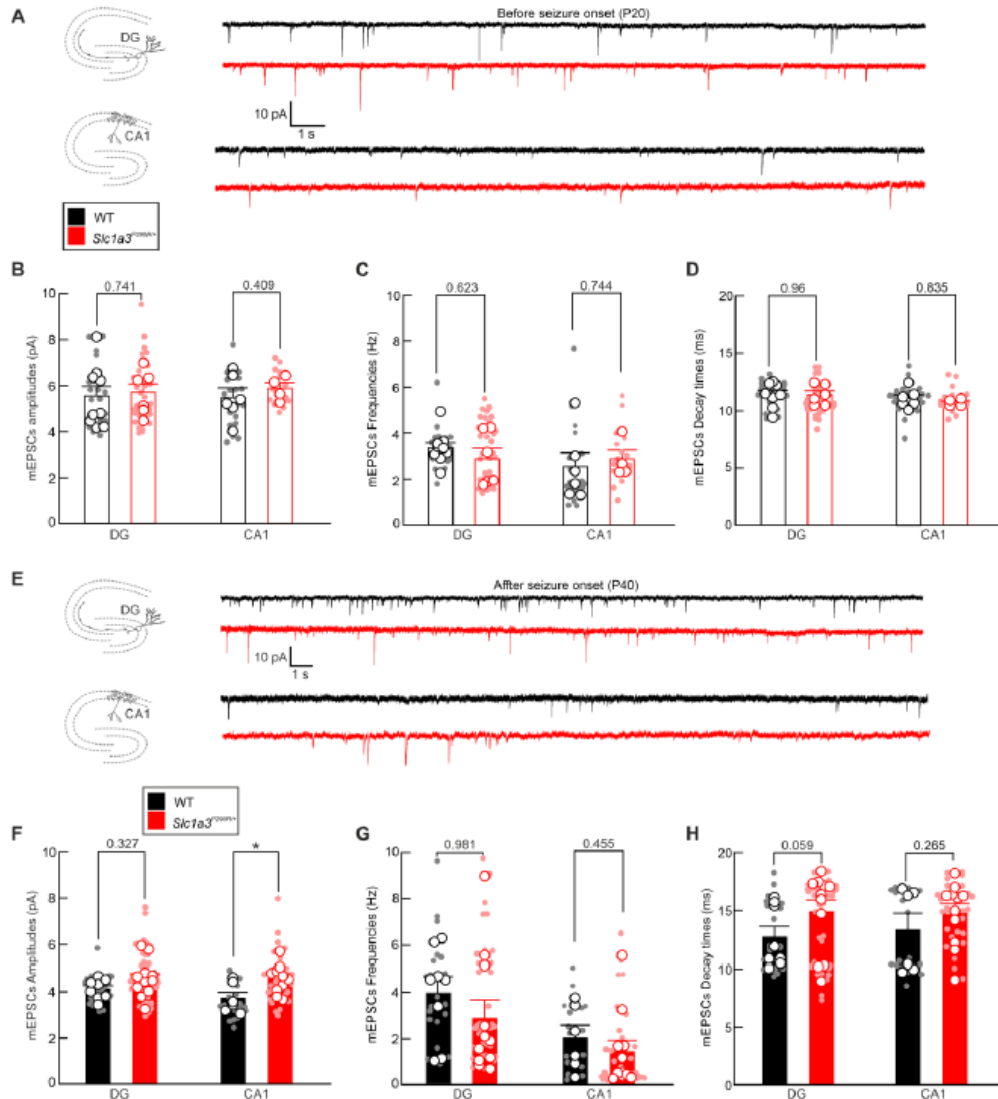 A
Before seizure onset (P20)
DG
10 pA
1 s
CA1
WT
Slc1a3
B
0.741
0.409
mEPSCs amplitudes (pA)
10
8
6
4
2
0
DG
CA1
C
0.623
0.744
mEPSCs Frequencies (Hz)
10
8
6
4
2
0
DG
CA1
D
0.96
0.835
mEPSCs Decay times (ms)
20
15
10
5
0
DG
CA1
E
Affter seizure onset (P40)
DG
10 pA
1 s
CA1
WT
Slc1a3
F
0.327
*
mEPSCs Amplitudes (pA)
10
8
6
4
2
0
DG
CA1
G
0.981
0.455
mEPSCs Frequencies (Hz)
10
8
6
4
2
0
DG
CA1
H
0.059
0.265
mEPSCs Decay times (ms)
20
15
10
5
0
DG
CA1